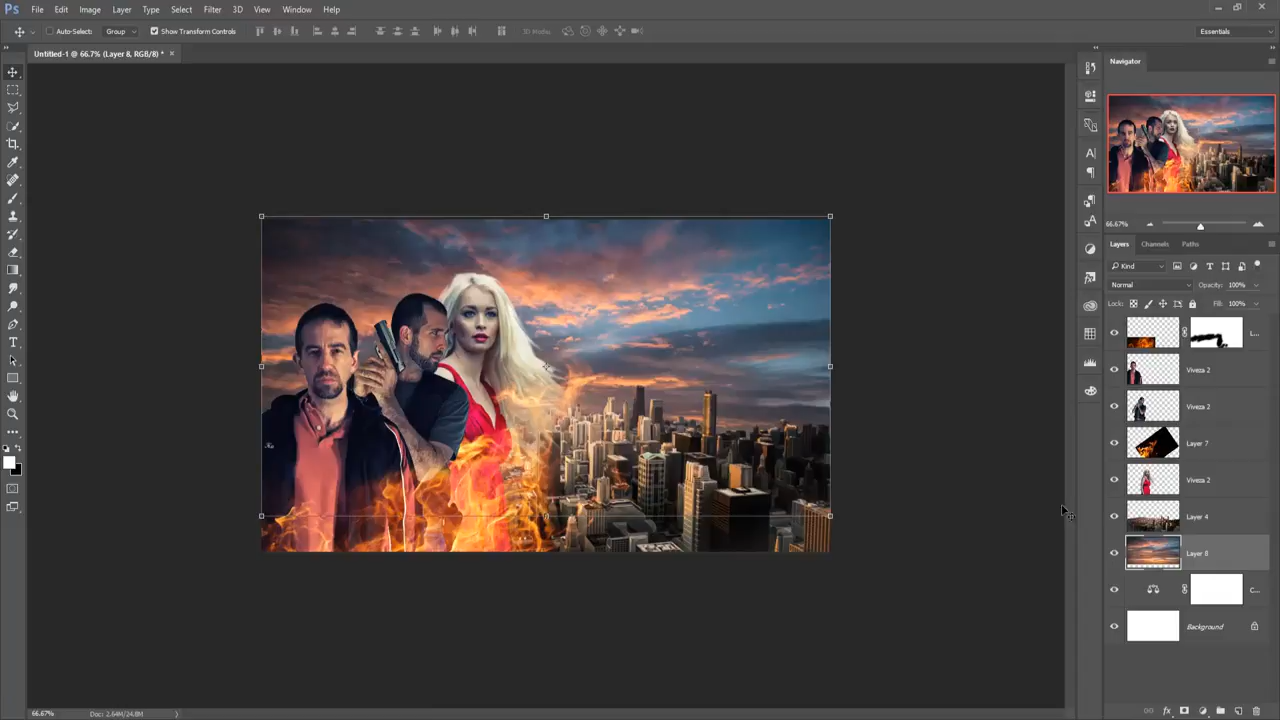 Ps File Edit Image Layer Type Select Filter 3D View Window Help
Auto-Select: Group Show Transform Controls 3D Mode: Essentials
Untitled-1 @ 66.7% (Layer 8, RGB/8) * ×
Navigator
66.67%
Layers Channels Paths
Kind
Normal Opacity: 100%
Lock: Fill: 100%
L...
Viveza 2
Viveza 2
Layer 7
Viveza 2
Layer 4
Layer 8
C...
Background
66.67% Doc: 2.64M/24.8M